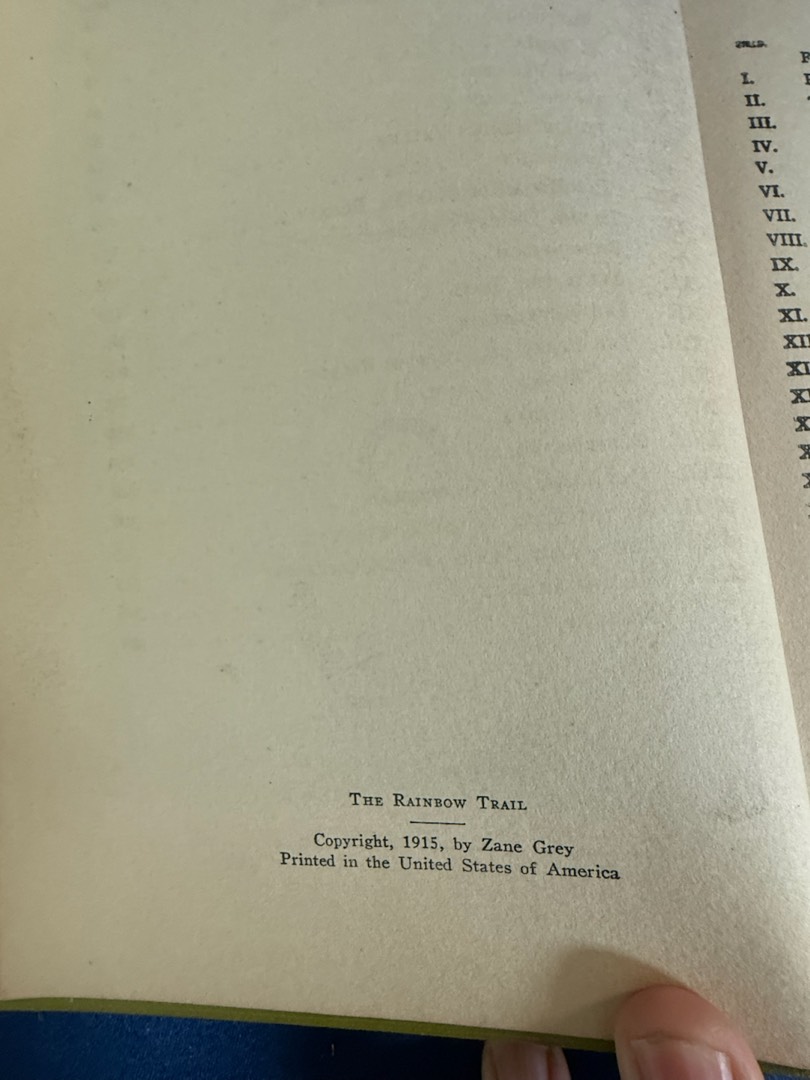 THE RAINBOW TRAIL
Copyright, 1915, by Zane Grey
Printed in the United States of America
I.
II.
III.
IV.
V.
VI.
VII.
VIII.
IX.
X.
XI.